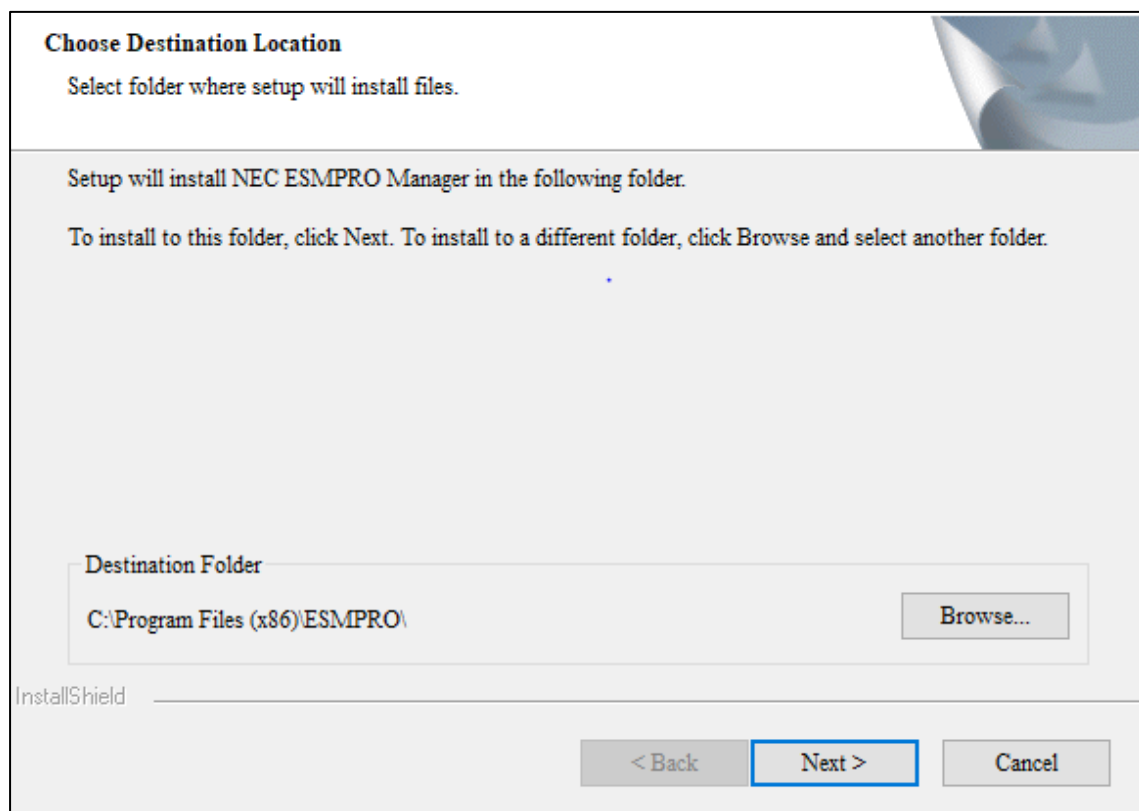 Choose Destination Location
Select folder where setup will install files.
Setup will install NEC ESMPRO Manager in the following folder.
To install to this folder, click Next. To install to a different folder, click Browse and select another folder.
Destination Folder
C:\Program Files (x86)\ESMPRO\
Browse...
InstallShield
< Back
Next >
Cancel